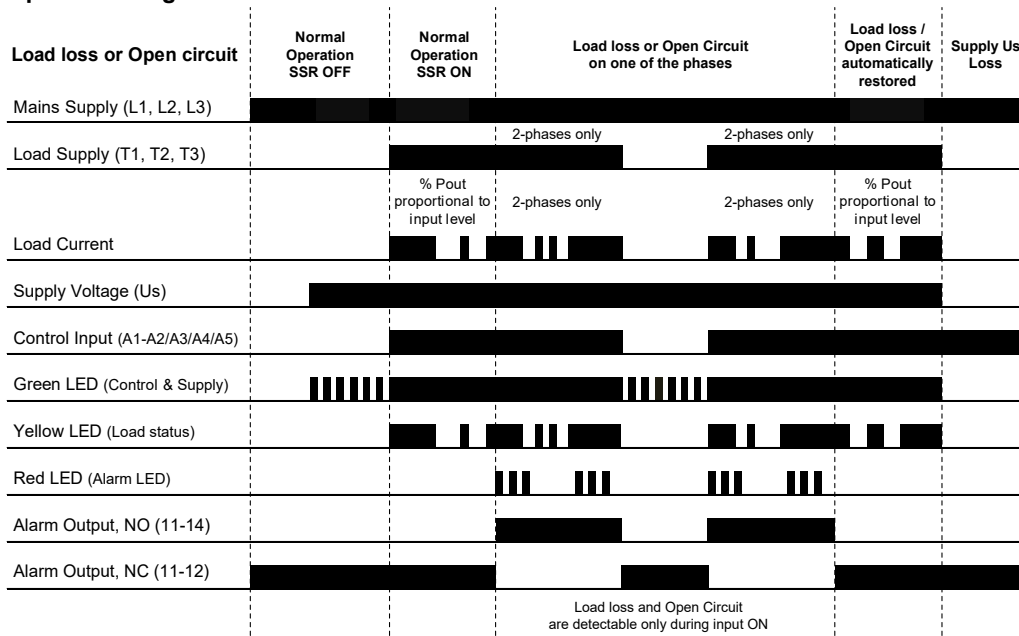 Load loss or Open circuit
Normal
Operation
SSR OFF
Normal
Operation
SSR ON
Load loss or Open Circuit
on one of the phases
Load loss /
Open Circuit
automatically
restored
Supply Us
Loss
Mains Supply (L1, L2, L3)
2-phases only
2-phases only
Load Supply (T1, T2, T3)
% Pout
proportional to
input level
2-phases only
2-phases only
% Pout
proportional to
input level
Load Current
Supply Voltage (Us)
Control Input (A1-A2/A3/A4/A5)
Green LED (Control & Supply)
Yellow LED (Load status)
Red LED (Alarm LED)
Alarm Output, NO (11-14)
Alarm Output, NC (11-12)
Load loss and Open Circuit
are detectable only during input ON